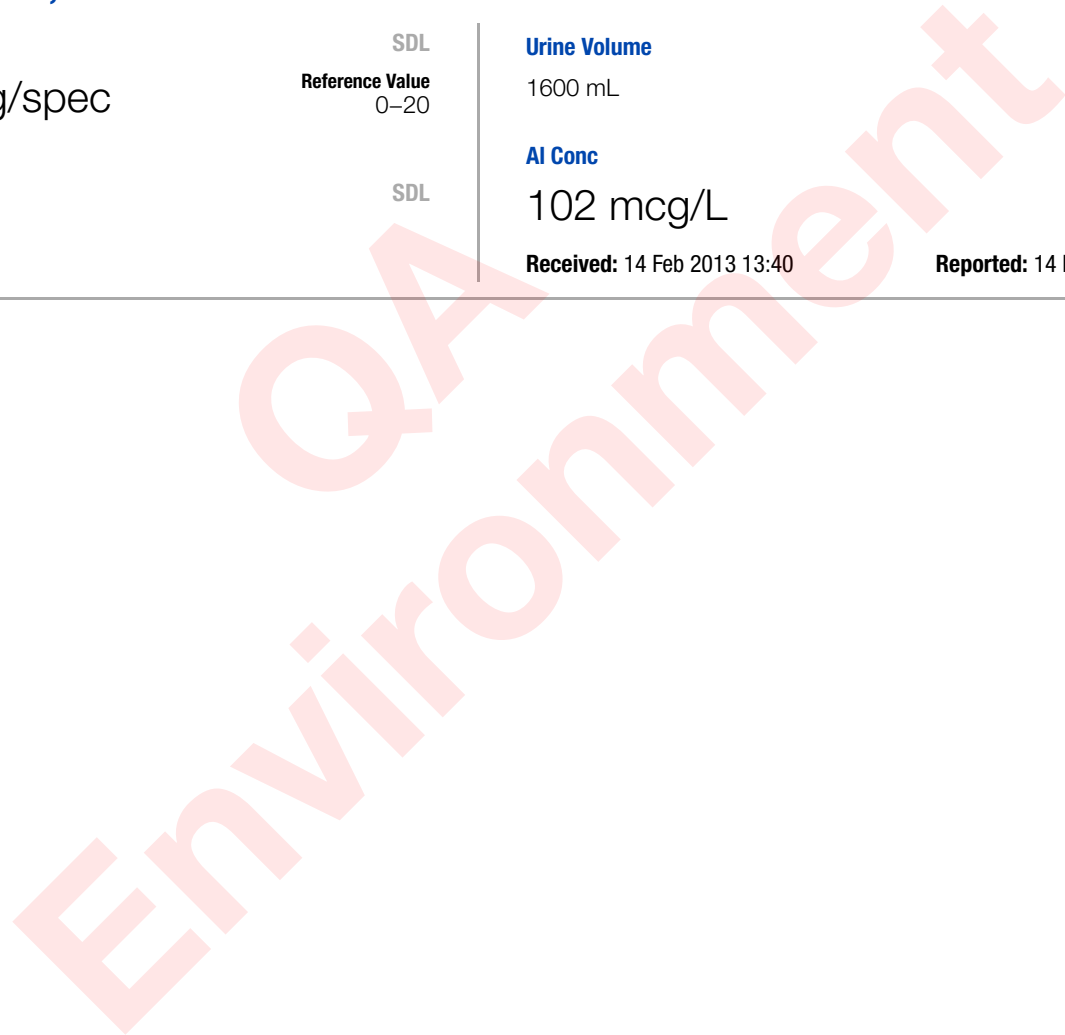 SDL
Reference Value
g/spec
0–20
SDL
Urine Volume
1600 mL
Al Conc
102 mcg/L
Received: 14 Feb 2013 13:40
Reported: 14
QA
Environment